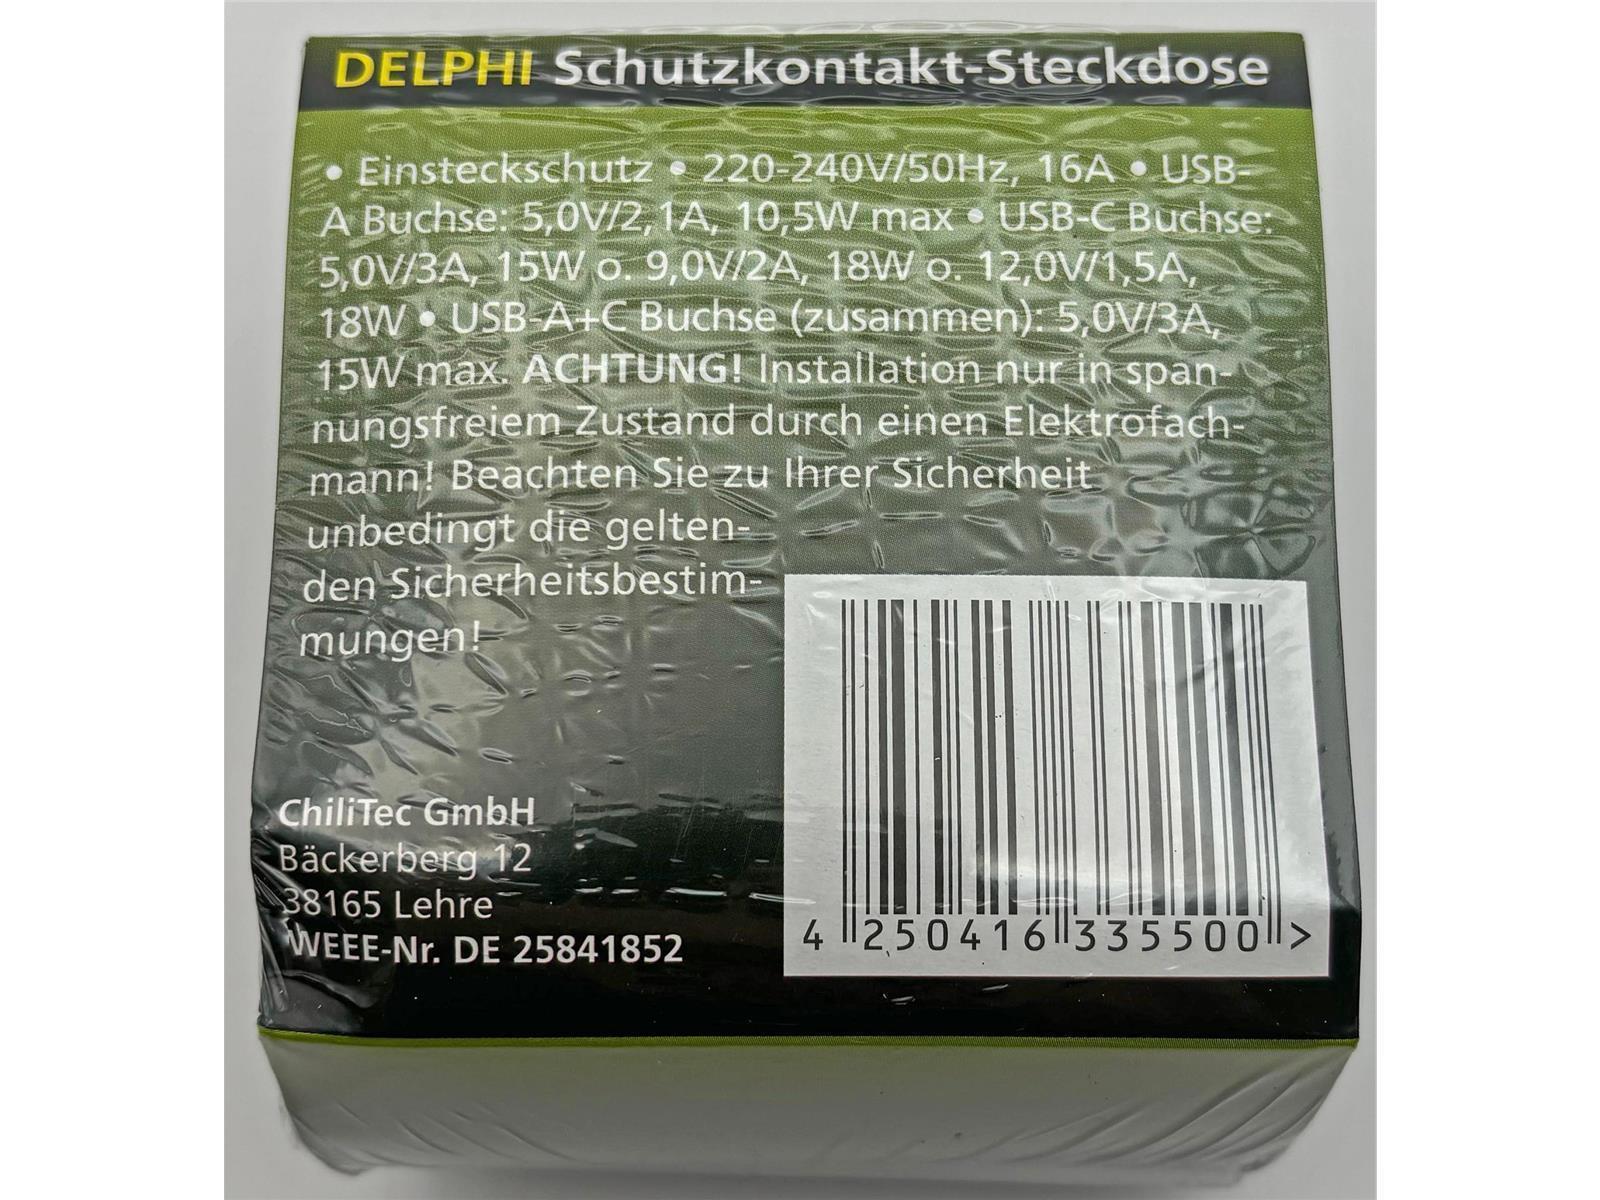 DELPHI Schutzkontakt-Steckdose
• Einsteckschutz • 220-240V/50Hz, 16A • USB-
A Buchse: 5,0V/2,1A, 10,5W max • USB-C Buchse:
5,0V/3A, 15W o. 9,0V/2A, 18W o. 12,0V/1,5A,
18W • USB-A+C Buchse (zusammen): 5,0V/3A,
15W max. ACHTUNG! Installation nur in span-
nungsfreiem Zustand durch einen Elektrofach-
mann! Beachten Sie zu Ihrer Sicherheit
unbedingt die gelten-
den Sicherheitsbestim-
mungen!
ChiliTec GmbH
Bäckerberg 12
38165 Lehre
WEEE-Nr. DE 25841852
4 250416 335500 >